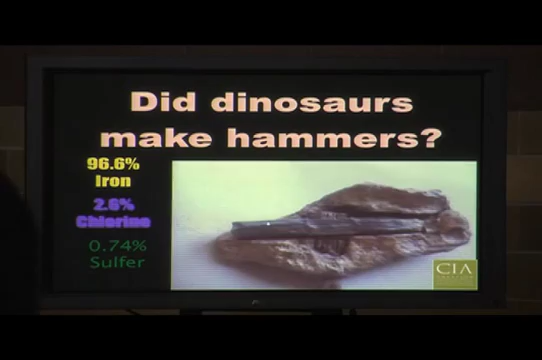 Did dinosaurs
make hammers?
96.6%
Iron
2.6%
Chlorine
0.74%
Sulfer
CIA